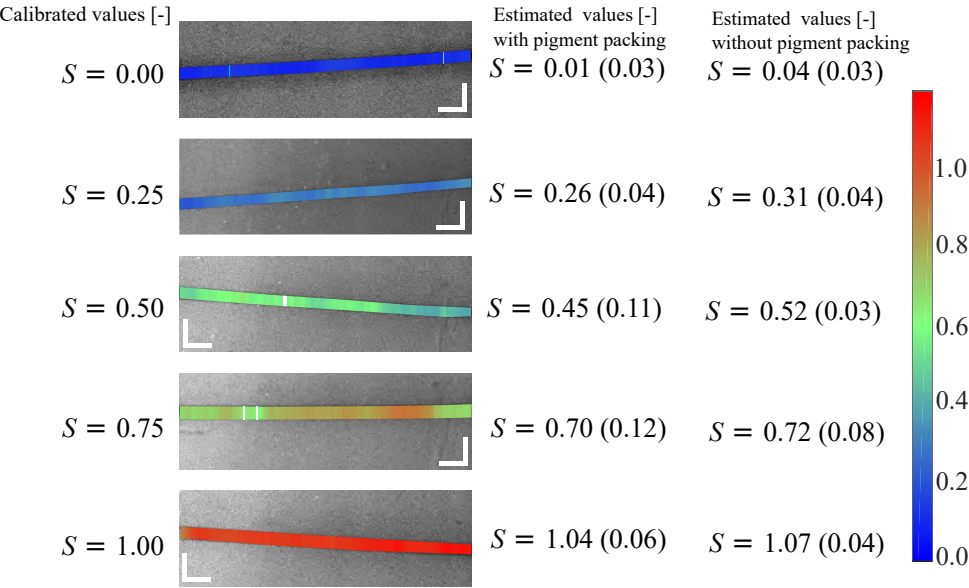 Calibrated values [-]
Estimated values [-]
with pigment packing
Estimated values [-]
without pigment packing
S = 0.00
S = 0.01 (0.03)
S = 0.04 (0.03)
S = 0.25
S = 0.26 (0.04)
S = 0.31 (0.04)
S = 0.50
S = 0.45 (0.11)
S = 0.52 (0.03)
S = 0.75
S = 0.70 (0.12)
S = 0.72 (0.08)
S = 1.00
S = 1.04 (0.06)
S = 1.07 (0.04)
1.0
0.8
0.6
0.4
0.2
0.0